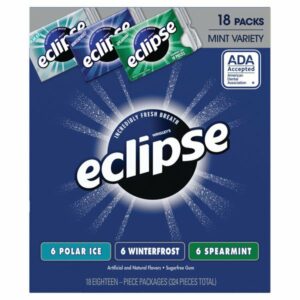 18 PACKS
MINT VARIETY
eclipse
eclipse
eclipse
ADA
Accepted
American
Dental
Association
INCREDIBLY FRESH BREATH
WRIGLEY'S
eclipse
6 POLAR ICE
6 WINTERFROST
6 SPEARMINT
Artificial and Natural Flavors • Sugarfree Gum
18 EIGHTEEN - PIECE PACKAGES (324 PIECES TOTAL)